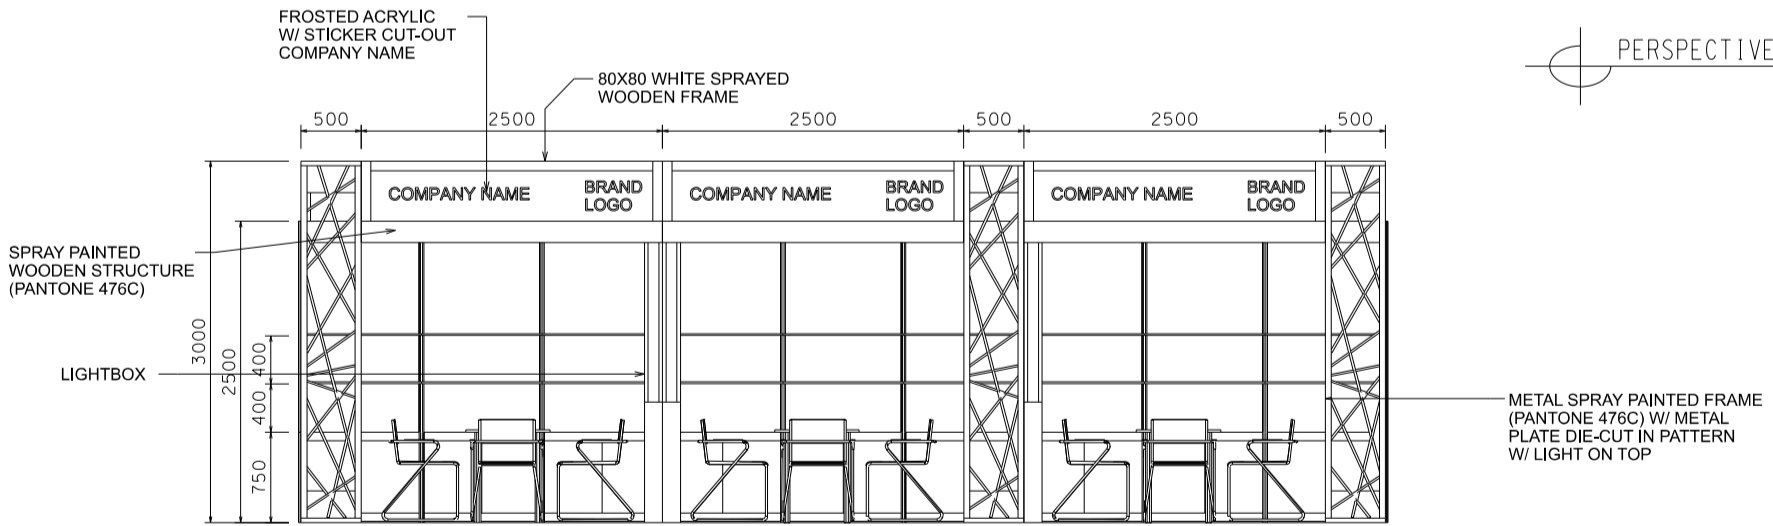 FROSTED ACRYLIC
W/ STICKER CUT-OUT
COMPANY NAME
PERSPECTIVE
80X80 WHITE SPRAYED
WOODEN FRAME
500
2500
2500
500
2500
500
COMPANY NAME
BRAND
LOGO
COMPANY NAME
BRAND
LOGO
COMPANY NAME
BRAND
LOGO
SPRAY PAINTED
WOODEN STRUCTURE
(PANTONE 476C)
3000
2500
400
400
750
LIGHTBOX
METAL SPRAY PAINTED FRAME
(PANTONE 476C) W/ METAL
PLATE DIE-CUT IN PATTERN
W/ LIGHT ON TOP